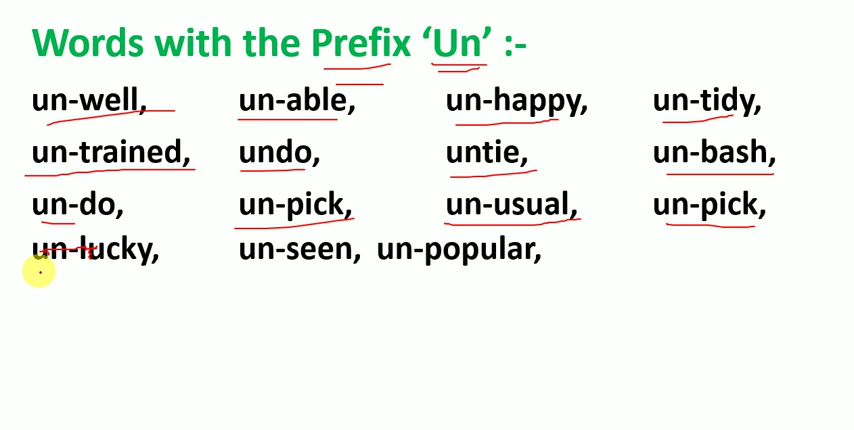 Words with the Prefix ‘Un’ :-
un-well, un-able, un-happy, un-tidy,
un-trained, undo, untie, un-bash,
un-do, un-pick, un-usual, un-pick,
un-lucky, un-seen, un-popular,